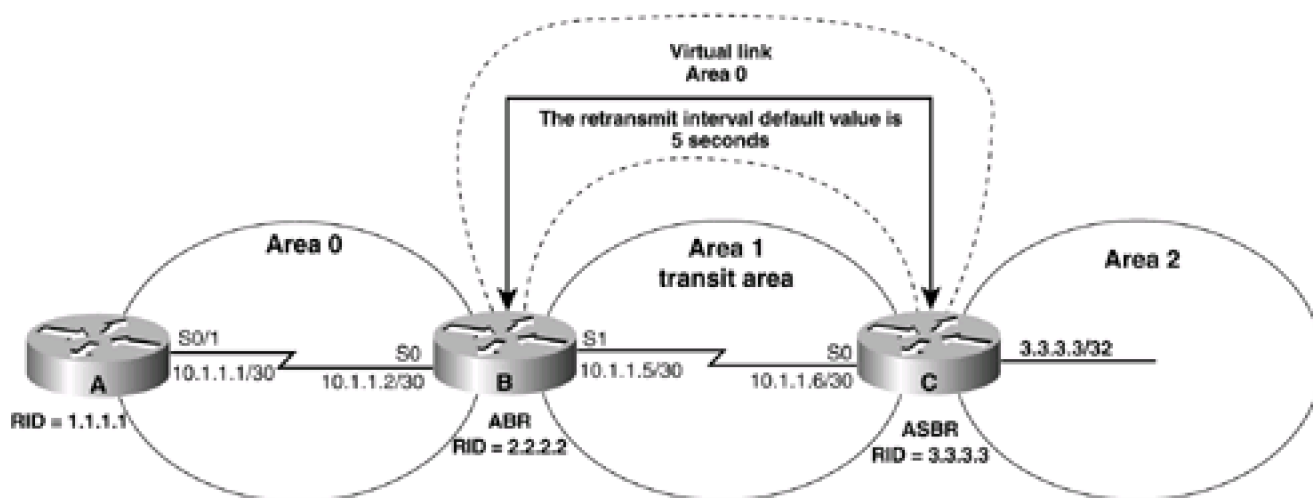 Virtual link
Area 0
The retransmit interval default value is
5 seconds
Area 0
Area 1
transit area
Area 2
S0/1
10.1.1.1/30
S0
10.1.1.2/30
S1
10.1.1.5/30
S0
10.1.1.6/30
3.3.3.3/32
A
B
C
RID = 1.1.1.1
ABR
RID = 2.2.2.2
ASBR
RID = 3.3.3.3